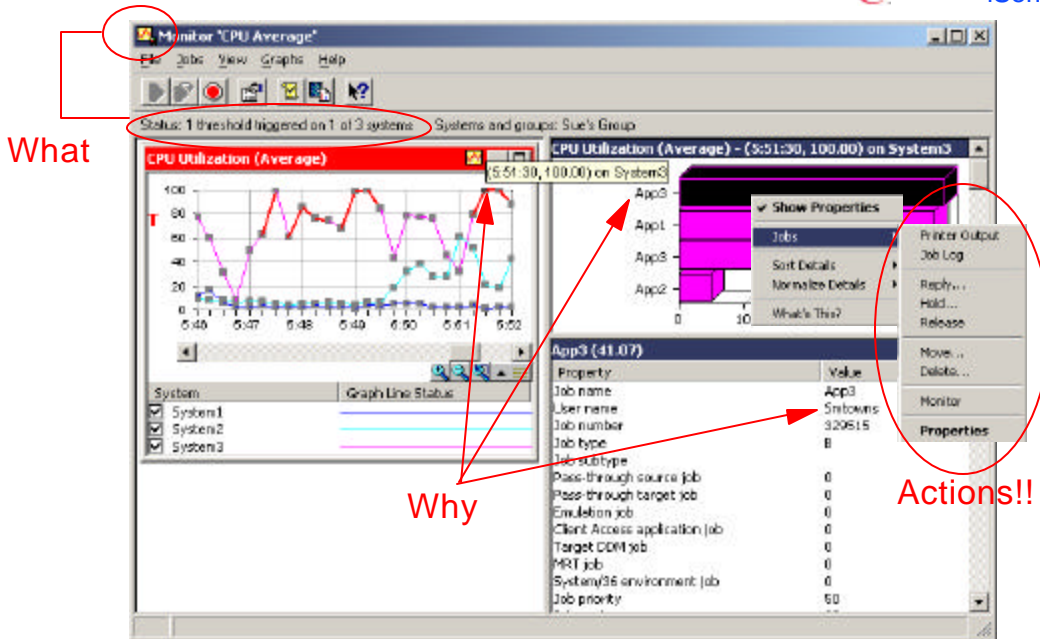 Monitor "CPU Average"
File Jobs View Graphs Help
Status: 1 threshold triggered on 1 of 3 systems Systems and groups: Sue's Group
What
CPU Utilization (Average)
(5:51:30, 100.00) on System3
100
80
60
40
20
0
T
5:46 5:47 5:48 5:49 5:50 5:51 5:52
System Graph Line Status
System1
System2
System3
CPU Utilization (Average) - (5:51:30, 100.00) on System3
App3
App1
App3
App2
0 10
Show Properties
Jobs
Sort Details
Normalize Details
What's This?
Printer Output
Job Log
Reply...
Hold...
Release
Move...
Delete...
Monitor
Properties
Actions!!
Why
App3 (41.07)
Property Value
Job name App3
User name Smtowns
Job number 329515
Job type B
Job subtype
Pass-through source job 0
Pass-through target job 0
Emulation job 0
Client Access application job 0
Target DDM job 0
MRT job 0
System/36 environment job 0
Job priority 50